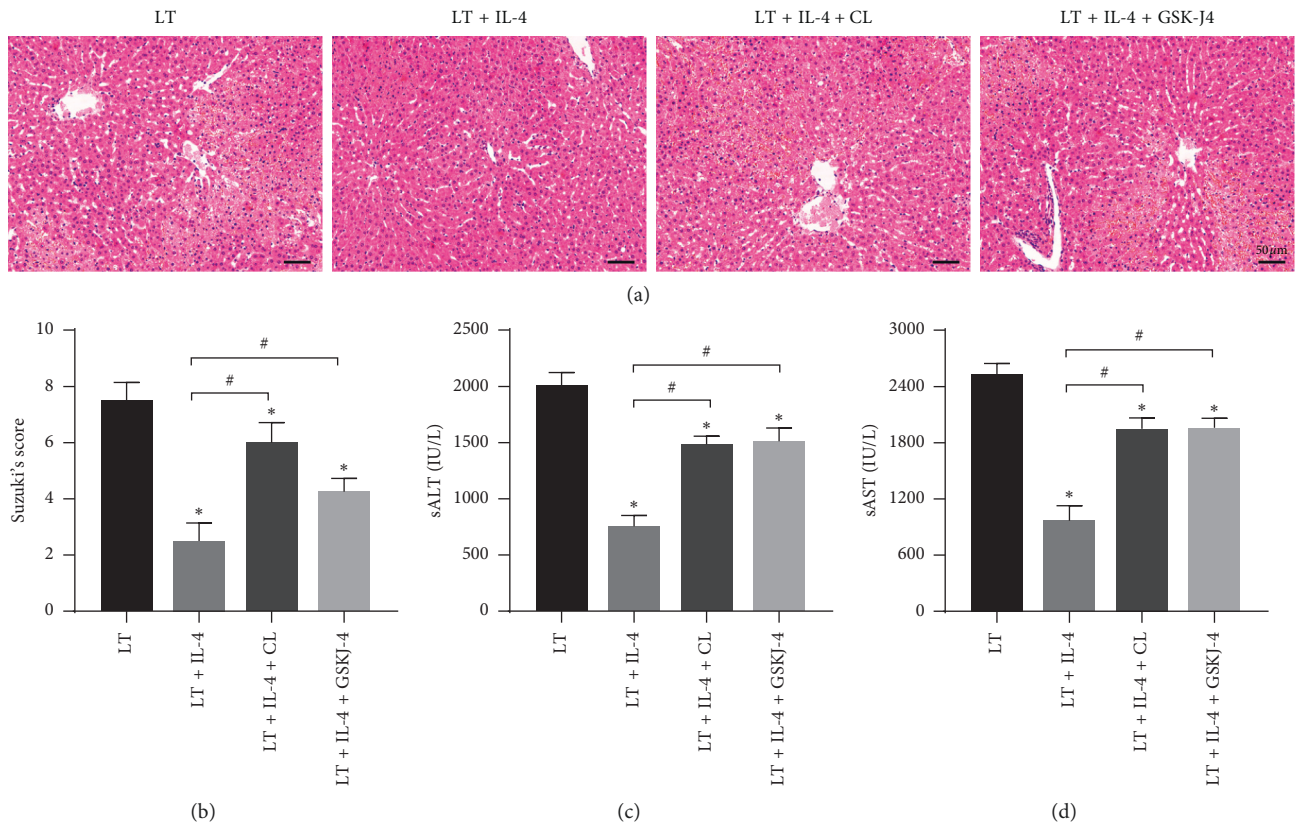 LT
LT + IL-4
LT + IL-4 + CL
LT + IL-4 + GSK-J4
50 µm
(a)
10
8
6
4
2
0
Suzuki's score
*
#
*
#
*
LT
LT + IL-4
LT + IL-4 + CL
LT + IL-4 + GSKJ-4
(b)
2500
2000
1500
1000
500
0
sALT (IU/L)
*
#
*
#
*
LT
LT + IL-4
LT + IL-4 + CL
LT + IL-4 + GSKJ-4
(c)
3000
2400
1800
1200
600
0
sAST (IU/L)
*
#
*
#
*
LT
LT + IL-4
LT + IL-4 + CL
LT + IL-4 + GSKJ-4
(d)